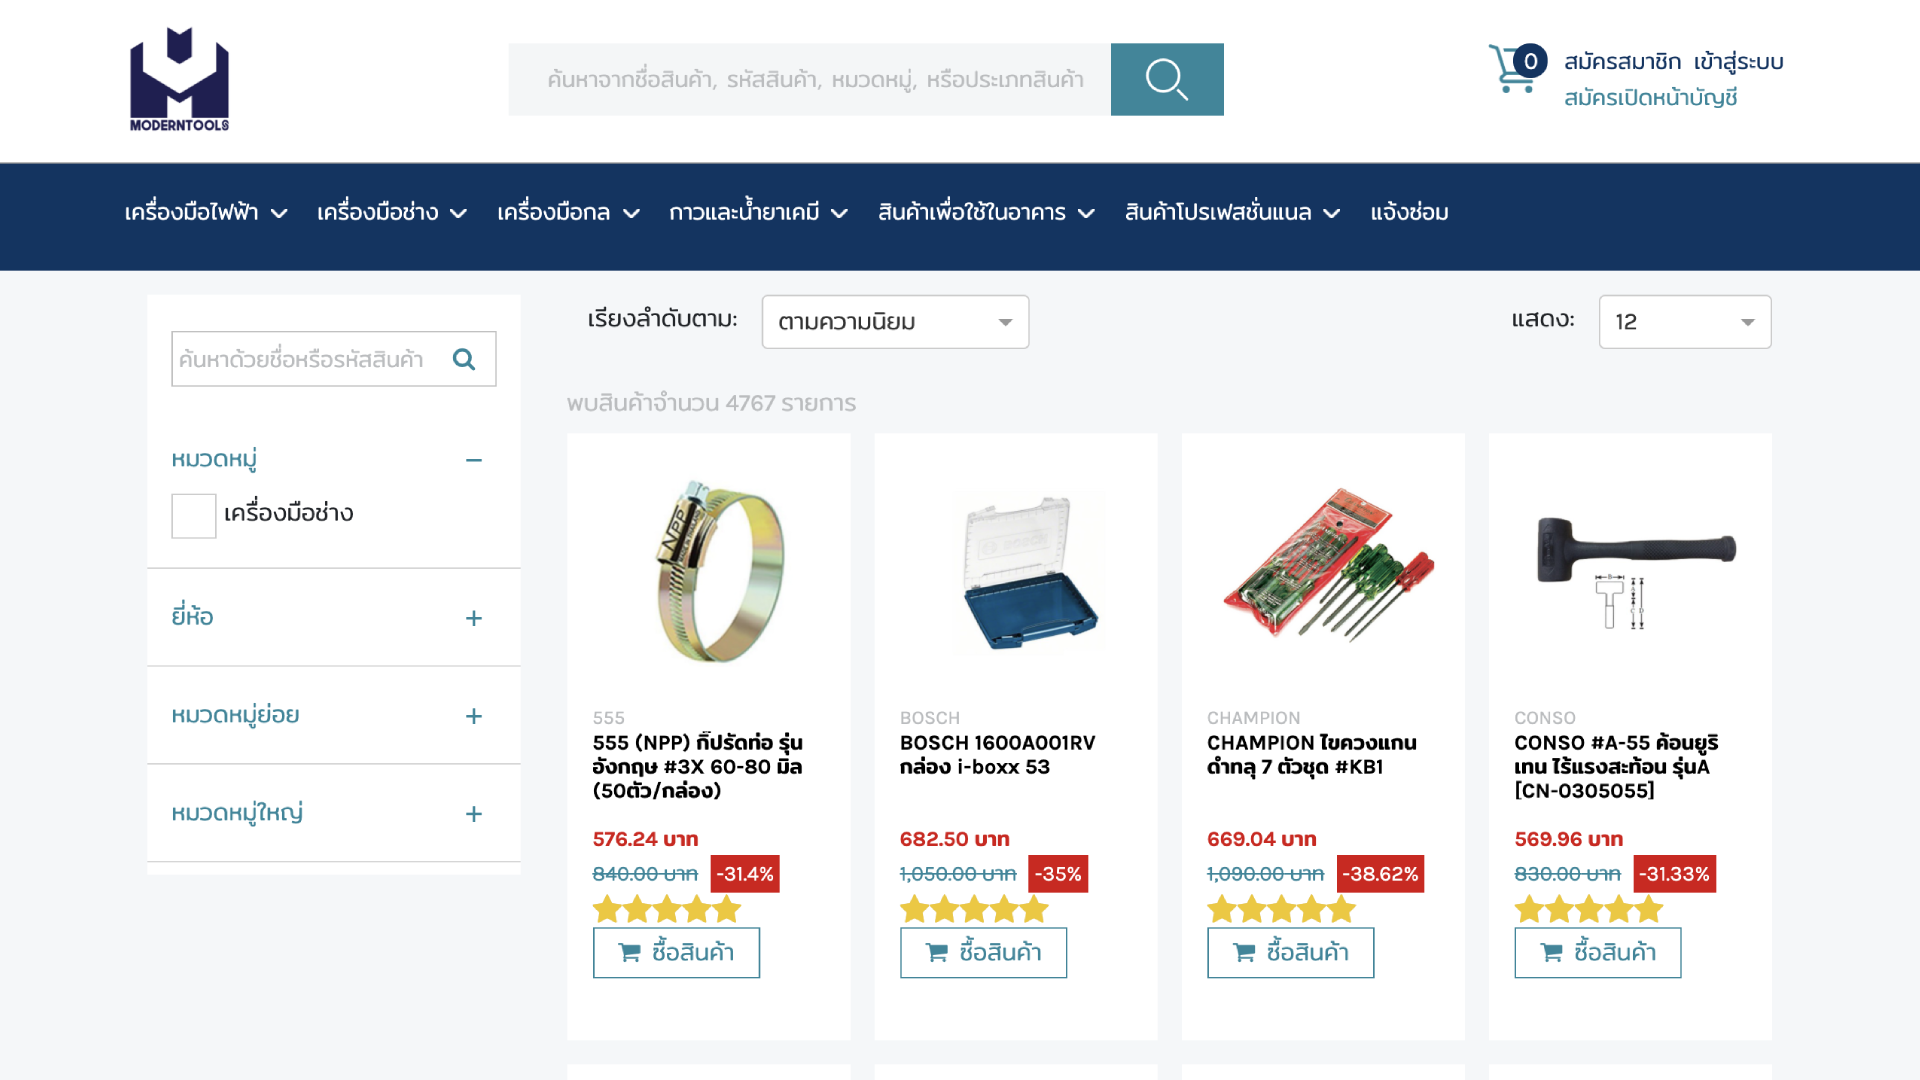 MODERNTOOLS
ค้นหาจากชื่อสินค้า, รหัสสินค้า, หมวดหมู่, หรือประเภทสินค้า
0
สมัครสมาชิก เข้าสู่ระบบ
สมัครเปิดหน้าบัญชี
เครื่องมือไฟฟ้า เครื่องมือช่าง เครื่องมือกล กาวและน้ำยาเคมี สินค้าเพื่อใช้ในอาคาร สินค้าโปรเฟสชั่นแนล แจ้งซ่อม
ค้นหาด้วยชื่อหรือรหัสสินค้า
หมวดหมู่
เครื่องมือช่าง
ยี่ห้อ
หมวดหมู่ย่อย
หมวดหมู่ใหญ่
เรียงลำดับตาม: ตามความนิยม
แสดง: 12
พบสินค้าจำนวน 4767 รายการ
NPP
555
555 (NPP) กิ๊ปรัดท่อ รุ่น
อังกฤษ #3X 60-80 มิล
(50ตัว/กล่อง)
576.24 บาท
840.00 บาท -31.4%
ซื้อสินค้า
BOSCH
BOSCH 1600A001RV
กล่อง i-boxx 53
682.50 บาท
1,050.00 บาท -35%
ซื้อสินค้า
CHAMPION
CHAMPION ไขควงแกน
ดำทลุ 7 ตัวชุด #KB1
669.04 บาท
1,090.00 บาท -38.62%
ซื้อสินค้า
CONSO
CONSO #A-55 ค้อนยูริ
เทน ไร้แรงสะท้อน รุ่นA
[CN-0305055]
569.96 บาท
830.00 บาท -31.33%
ซื้อสินค้า